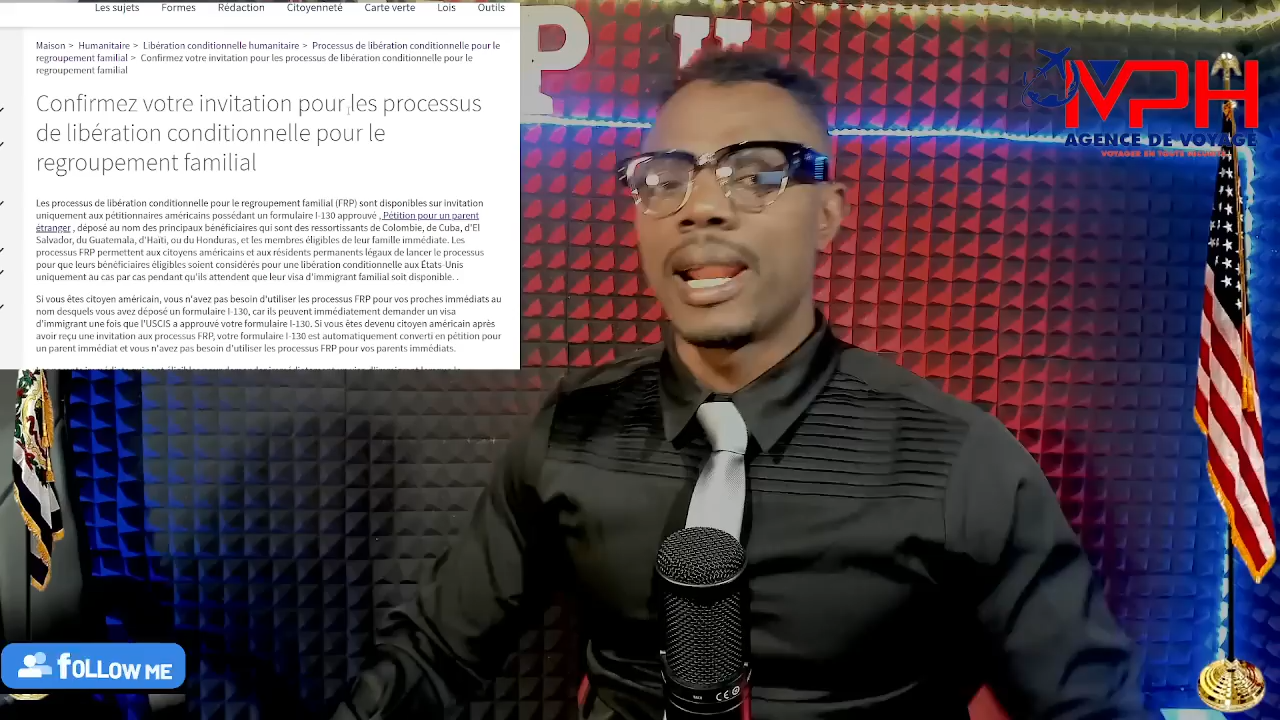 Les sujets Formes Rédaction Citoyenneté Carte verte Lois Outils
Maison > Humanitaire > Libération conditionnelle humanitaire > Processus de libération conditionnelle pour le
regroupement familial > Confirmez votre invitation pour les processus de libération conditionnelle pour le
regroupement familial
Confirmez votre invitation pour les processus
de libération conditionnelle pour le
regroupement familial
Les processus de libération conditionnelle pour le regroupement familial (FRP) sont disponibles sur invitation
uniquement aux pétitionnaires américains possédant un formulaire I-130 approuvé , Pétition pour un parent
étranger , déposé au nom des principaux bénéficiaires qui sont des ressortissants de Colombie, de Cuba, d'El
Salvador, du Guatemala, d'Haïti, ou du Honduras, et les membres éligibles de leur famille immédiate. Les
processus FRP permettent aux citoyens américains et aux résidents permanents légaux de lancer le processus
pour que leurs bénéficiaires éligibles soient considérés pour une libération conditionnelle aux États-Unis
uniquement au cas par cas pendant qu'ils attendent que leur visa d'immigrant familial soit disponible. .
Si vous êtes citoyen américain, vous n'avez pas besoin d'utiliser les processus FRP pour vos proches immédiats au
nom desquels vous avez déposé un formulaire I-130, car ils peuvent immédiatement demander un visa
d'immigrant une fois que l'USCIS a approuvé votre formulaire I-130. Si vous êtes devenu citoyen américain après
avoir reçu une invitation aux processus FRP, votre formulaire I-130 est automatiquement converti en pétition pour
un parent immédiat et vous n'avez pas besoin d'utiliser les processus FRP pour vos parents immédiats.
P H
MPH
AGENCE DE VOYAGE
VOYAGER EN TOUTE SÉCURITÉ
FOLLOW ME
BACK CE